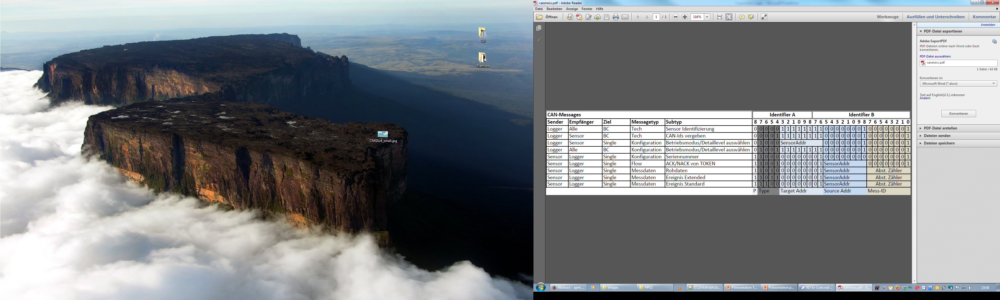 Ski
Premiere
CMSISv4_small.jpg
canmess.pdf - Adobe Reader
Datei Bearbeiten Anzeige Fenster Hilfe
Öffnen 1 / 1 116% Werkzeuge Ausfüllen und Unterschreiben Kommentar
Anmelden
PDF-Datei exportieren
Adobe ExportPDF
PDF-Dateien online nach Word oder Excel
konvertieren.
PDF-Datei auswählen:
canmess.pdf
1 Datei / 43 KB
Konvertieren in:
Microsoft Word (*.docx)
Text auf English(U.S.) erkennen
Ändern
Konvertieren
PDF-Datei erstellen
Dateien senden
Dateien speichern
CAN-Messages Identifier A Identifier B
Sender Empfänger Ziel Messagetyp Subtyp 8 7 6 5 4 3 2 1 0 9 8 7 6 5 4 3 2 1 0 9 8 7 6 5 4 3 2 1 0
Logger Alle BC Tech Sensor Identifizierung 0 0 0 0 0 1 1 1 1 1 1 1 1 0 0 0 0 0 0 0 1 0 0 0 0 0 0 0 1
Logger Sensor BC Tech CAN-Ids vergeben 0 0 0 0 1 1 1 1 1 1 1 1 1 0 0 0 0 0 0 0 1 0 0 0 0 0 0 0 1
Logger Sensor Single Konfiguration Betriebsmodus/Detaillevel auswählen 0 1 0 0 0 SensorAddr 0 0 0 0 0 0 0 1 0 0 0 0 0 0 0 1
Logger Alle BC Konfiguration Betriebsmodus/Detaillevel auswählen 0 1 0 0 1 1 1 1 1 1 1 1 1 0 0 0 0 0 0 0 1 0 0 0 0 0 0 0 1
Sensor Logger Single Konfiguration Seriennummer 1 1 0 0 0 0 0 0 0 0 0 0 1 0 0 0 0 0 0 0 0 0 0 0 0 0 0 0 1
Sensor Logger Single Flow ACK/NACK von TOKEN 1 1 0 0 1 0 0 0 0 0 0 0 1 SensorAddr 0 0 0 0 0 0 0 1
Sensor Logger Single Messdaten Rohdaten 1 1 0 1 0 0 0 0 0 0 0 0 1 SensorAddr Abst. Zähler
Sensor Logger Single Messdaten Ereignis Extended 1 1 0 1 1 0 0 0 0 0 0 0 1 SensorAddr Abst. Zähler
Sensor Logger Single Messdaten Ereignis Standard 1 1 1 0 0 0 0 0 0 0 0 0 1 SensorAddr Abst. Zähler
P Type Target Addr Source Addr Mess-ID
Abstract: - apnt_... images HPES E:\ZHAW\BA\Gi... Praesentation T... Praesentation.p... AD-Er-Com.vsd ... canmess.pdf - A... 23:50